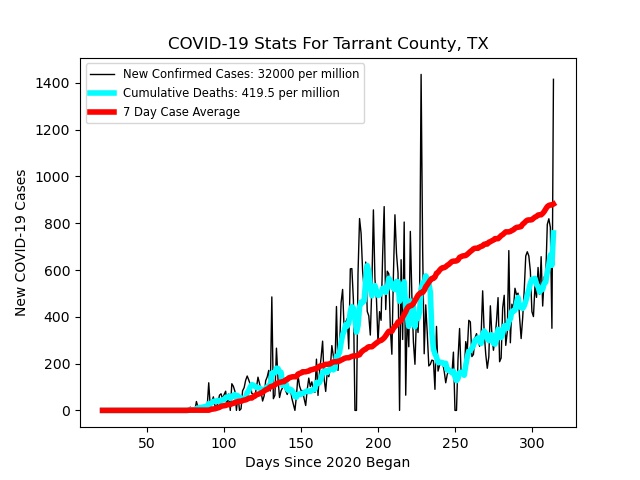 COVID-19 Stats For Tarrant County, TX
New Confirmed Cases: 32000 per million
Cumulative Deaths: 419.5 per million
7 Day Case Average
1400
1200
1000
800
600
400
200
0
New COVID-19 Cases
50 100 150 200 250 300
Days Since 2020 Began